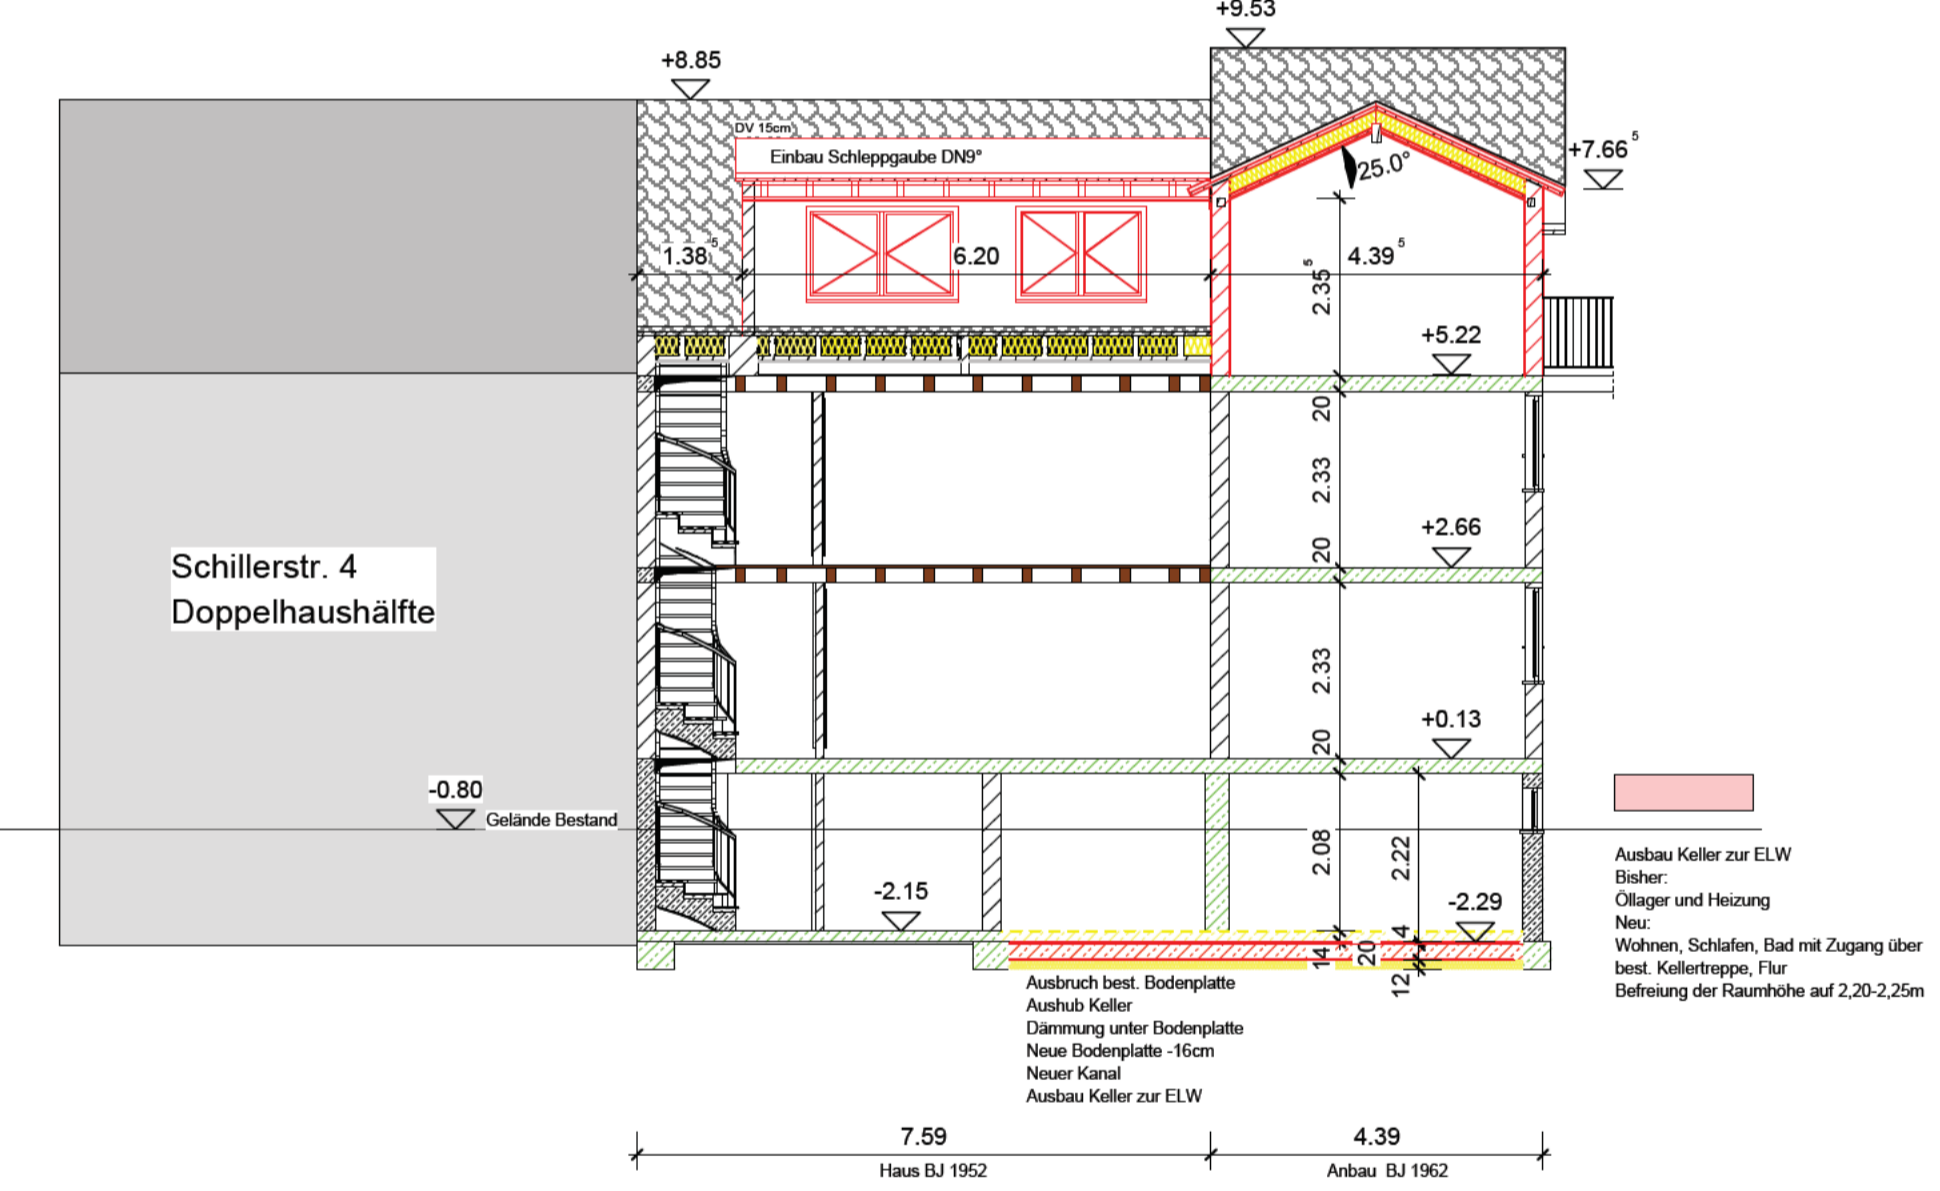 +9.53
+8.85
DV 15cm
Einbau Schleppgaube DN9°
25.0°
+7.66⁵
1.38⁵
6.20
4.39⁵
2.35⁵
+5.22
20
2.33
+2.66
20
2.33
+0.13
20
Schillerstr. 4
Doppelhaushälfte
-0.80
Gelände Bestand
2.08
2.22
-2.15
-2.29
4
14
20
12
Ausbau Keller zur ELW
Bisher:
Öllager und Heizung
Neu:
Wohnen, Schlafen, Bad mit Zugang über
best. Kellertreppe, Flur
Befreiung der Raumhöhe auf 2,20-2,25m
Ausbruch best. Bodenplatte
Aushub Keller
Dämmung unter Bodenplatte
Neue Bodenplatte -16cm
Neuer Kanal
Ausbau Keller zur ELW
7.59
4.39
Haus BJ 1952
Anbau BJ 1962